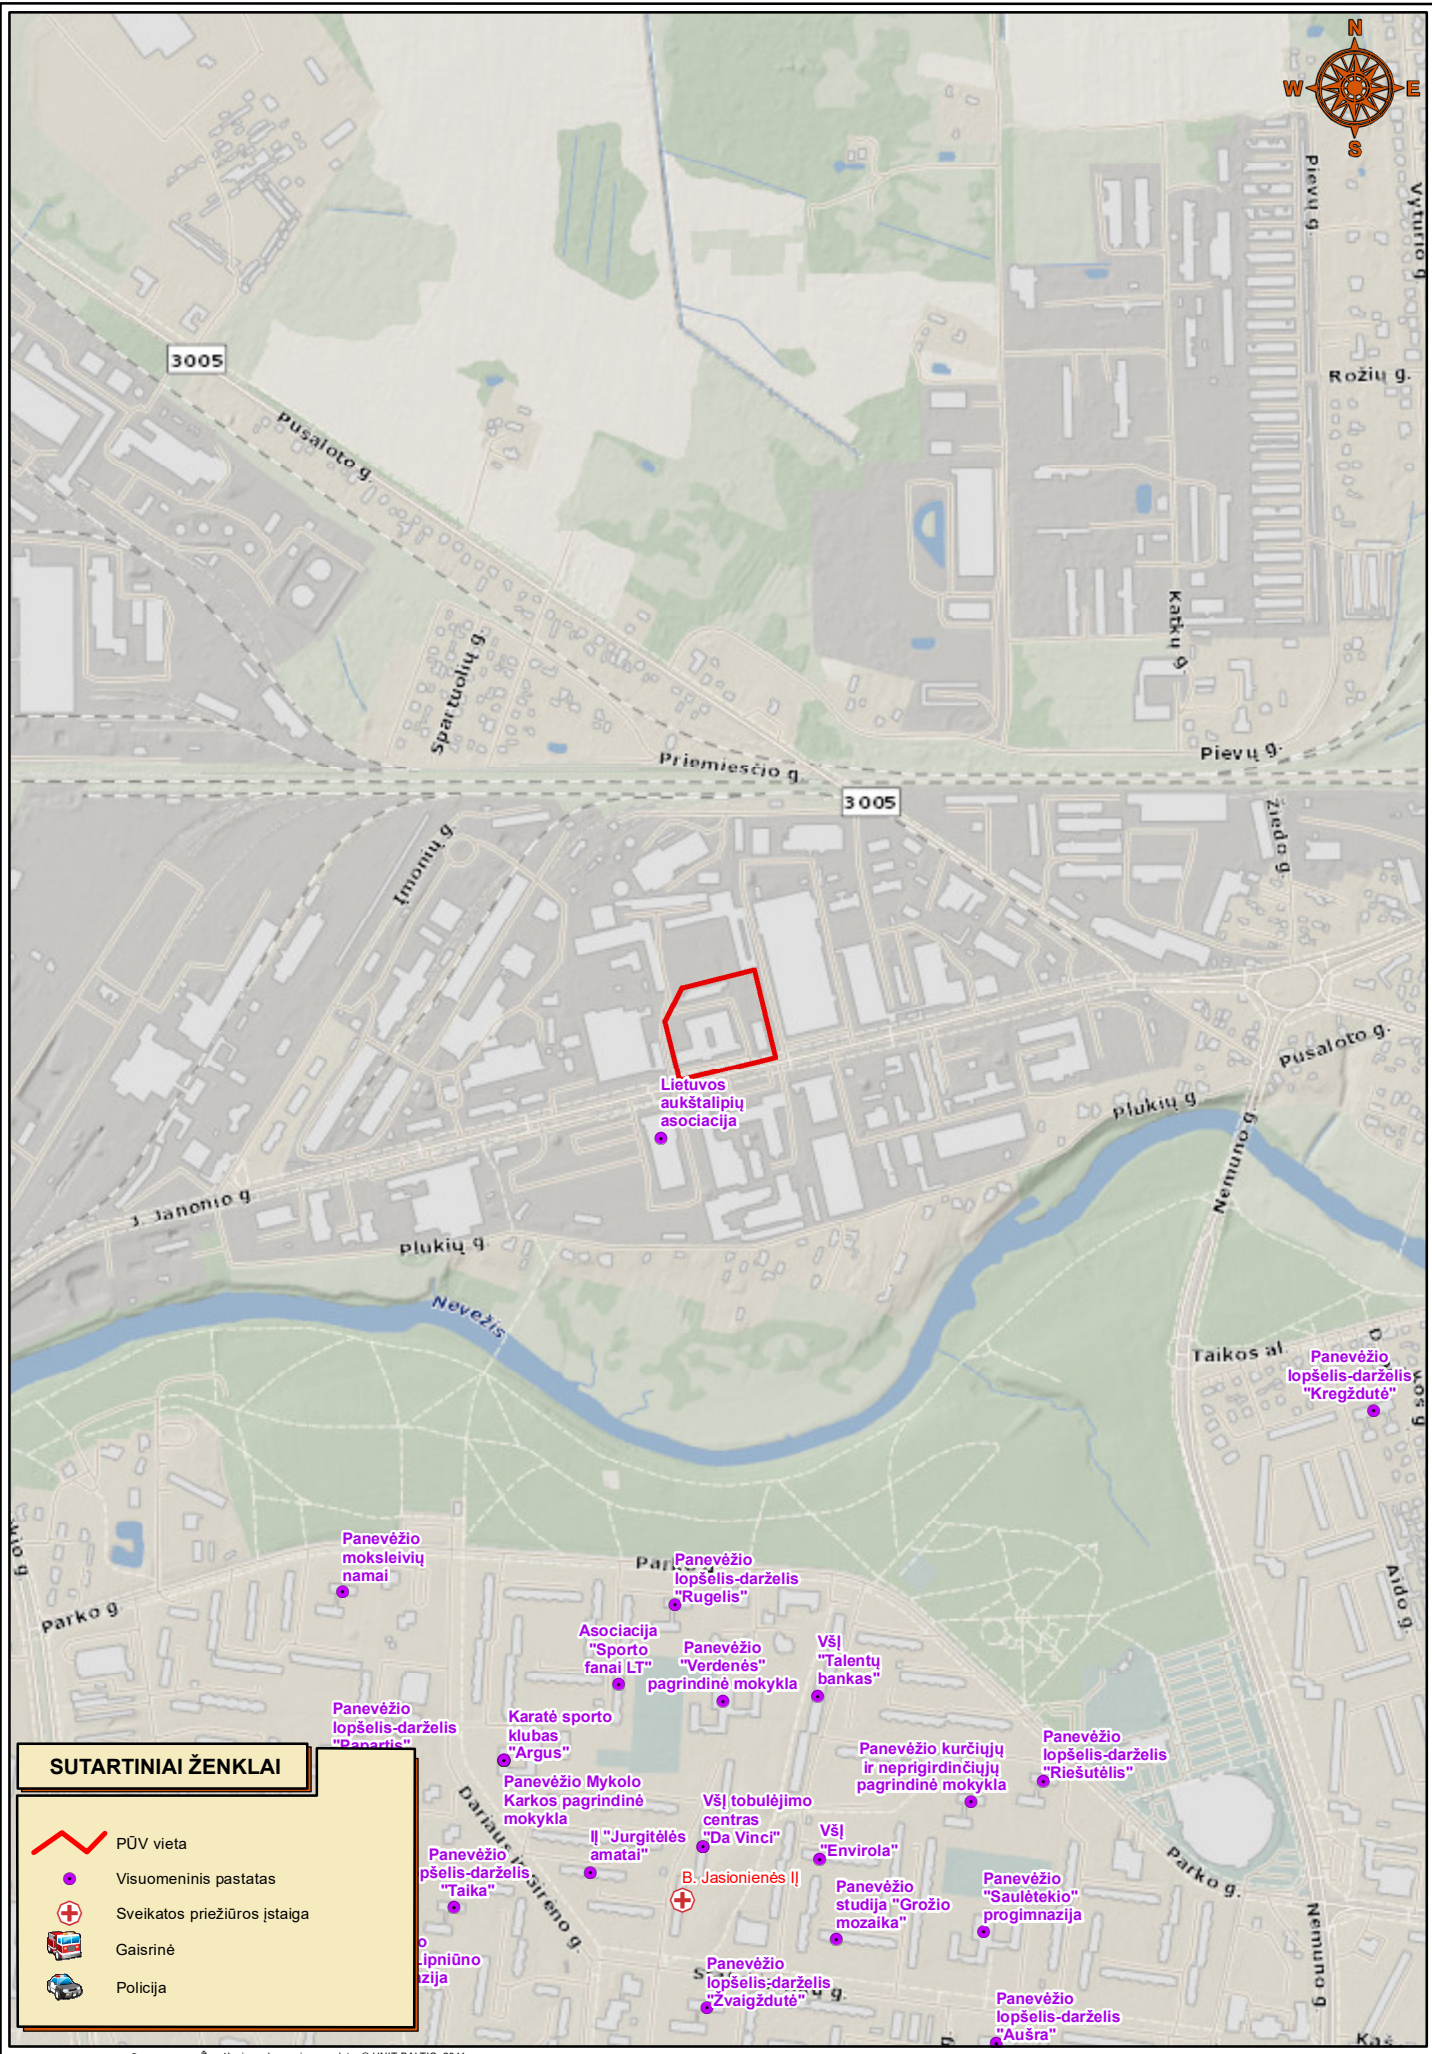 N
W
E
S
Pievų g.
Vyturio g.
3005
Rožių g.
Pušaloto g.
Katkų g.
Spartuolių g.
Pievų g.
Priemiesčio g.
3005
Žiedo g.
Įmonių g.
Pušaloto g.
Lietuvos
aukštalipių
asociacija
Plukių g.
Nemuno g.
J. Janonio g.
Plukių g.
Nevėžis
Taikos al.
Panevėžio
lopšelis-darželis
"Kregždutė"
Panevėžio
moksleivių
namai
Parko g.
Panevėžio
lopšelis-darželis
"Rugelis"
Aido g.
Parko g.
Asociacija
"Sporto
fanai LT"
Panevėžio
"Verdenės"
pagrindinė mokykla
VšĮ
"Talentų
bankas"
Panevėžio
lopšelis-darželis
"Papartis"
Karatė sporto
klubas
"Argus"
Panevėžio kurčiųjų
ir neprigirdinčiųjų
pagrindinė mokykla
Panevėžio
lopšelis-darželis
"Riešutėlis"
Panevėžio Mykolo
Karkos pagrindinė
mokykla
VšĮ tobulėjimo
centras
"Da Vinci"
IĮ "Jurgitėlės
amatai"
VšĮ
"Envirola"
Parko g.
Panevėžio
pšelis-darželis
"Taika"
B. Jasionienės IĮ
Panevėžio
studija "Grožio
mozaika"
Panevėžio
"Saulėtekio"
progimnazija
Nemuno g.
Panevėžio
lopšelis-darželis
"Žvaigždutė"
Panevėžio
lopšelis-darželis
"Aušra"
SUTARTINIAI ŽENKLAI
PŪV vieta
Visuomeninis pastatas
Sveikatos priežiūros įstaiga
Gaisrinė
Policija